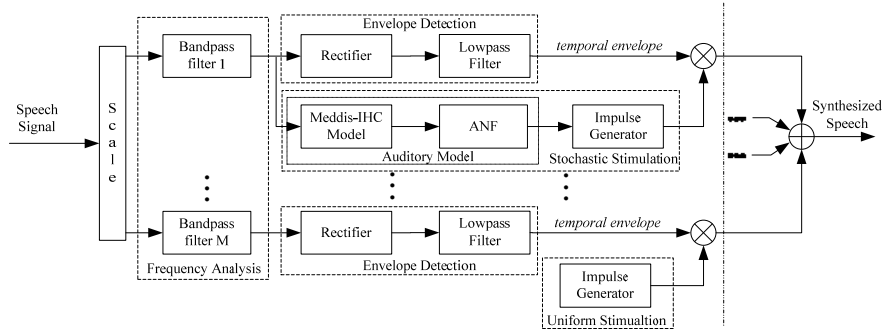 Envelope Detection
Bandpass
filter 1
Rectifier
Lowpass
Filter
temporal envelope
Speech
Signal
Scale
Meddis-IHC
Model
ANF
Impulse
Generator
Auditory Model
Stochastic Stimulation
Synthesized
Speech
Bandpass
filter M
Rectifier
Lowpass
Filter
temporal envelope
Frequency Analysis
Envelope Detection
Impulse
Generator
Uniform Stimualtion